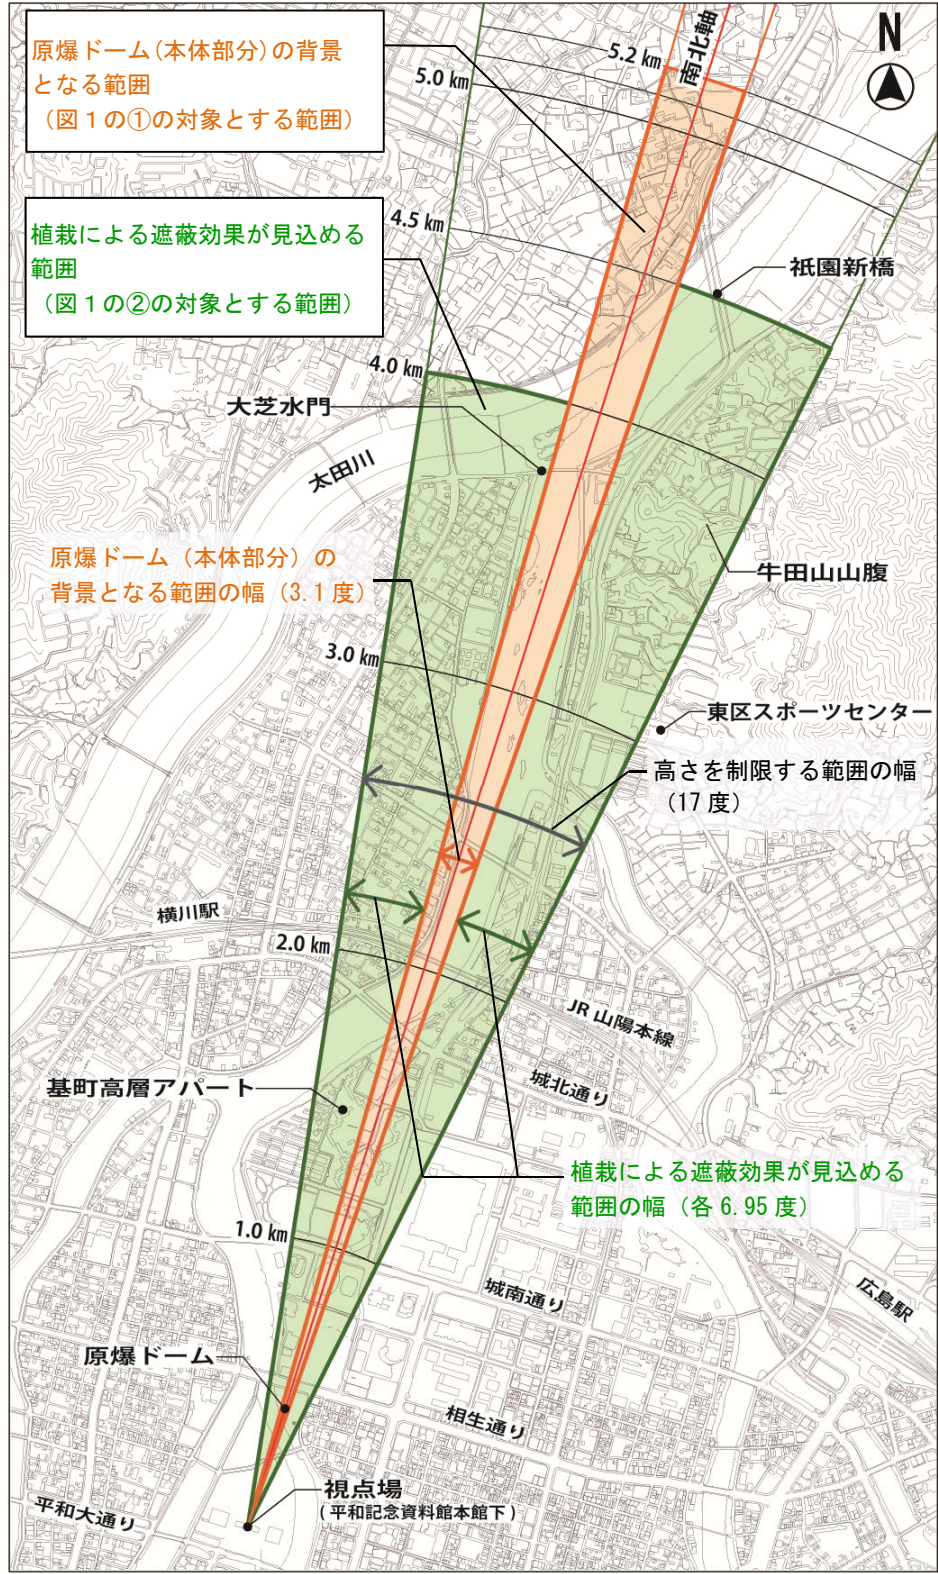 原爆ドーム(本体部分)の背景
となる範囲
（図１の①の対象とする範囲）
5.2 km
南北軸
N
5.0 km
植栽による遮蔽効果が見込める
範囲
（図１の②の対象とする範囲）
4.5 km
祇園新橋
4.0 km
大芝水門
太田川
原爆ドーム（本体部分）の
背景となる範囲の幅（3.1 度）
牛田山山腹
3.0 km
東区スポーツセンター
高さを制限する範囲の幅
（17 度）
横川駅
2.0 km
JR 山陽本線
城北通り
基町高層アパート
植栽による遮蔽効果が見込める
範囲の幅（各 6.95 度）
1.0 km
城南通り
広島駅
原爆ドーム
相生通り
視点場
( 平和記念資料館本館下 )
平和大通り